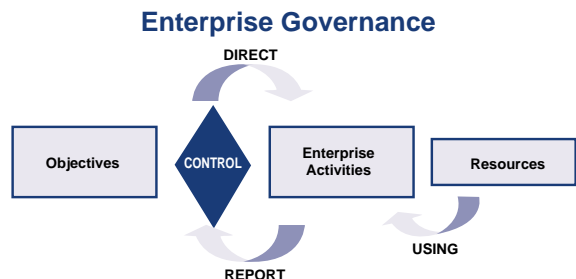 Enterprise Governance
DIRECT
Objectives
CONTROL
Enterprise
Activities
Resources
USING
REPORT